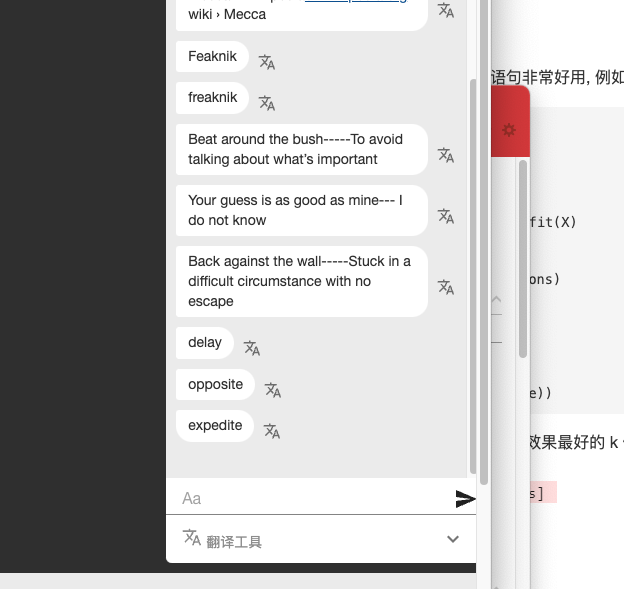 wiki › Mecca
Feaknik
freaknik
Beat around the bush-----To avoid
talking about what’s important
Your guess is as good as mine--- I
do not know
Back against the wall-----Stuck in a
difficult circumstance with no
escape
delay
opposite
expedite
Aa
翻译工具
语句非常好用, 例如
fit(X)
ons)
e))
效果最好的 k
s]